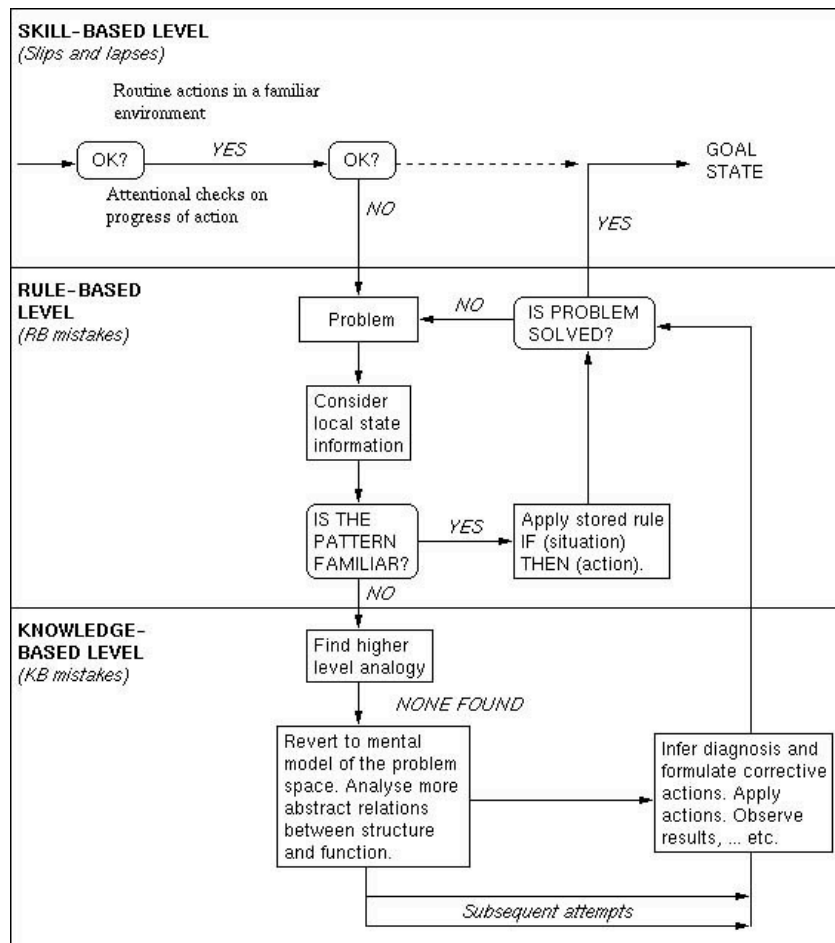 SKILL-BASED LEVEL
(Slips and lapses)
Routine actions in a familiar
environment
OK?
YES
OK?
GOAL
STATE
Attentional checks on
progress of action
NO
YES
RULE-BASED
LEVEL
(RB mistakes)
Problem
NO
IS PROBLEM
SOLVED?
Consider
local state
information
IS THE
PATTERN
FAMILIAR?
YES
Apply stored rule
IF (situation)
THEN (action).
NO
KNOWLEDGE-
BASED LEVEL
(KB mistakes)
Find higher
level analogy
NONE FOUND
Revert to mental
model of the problem
space. Analyse more
abstract relations
between structure
and function.
Infer diagnosis and
formulate corrective
actions. Apply
actions. Observe
results, ... etc.
Subsequent attempts